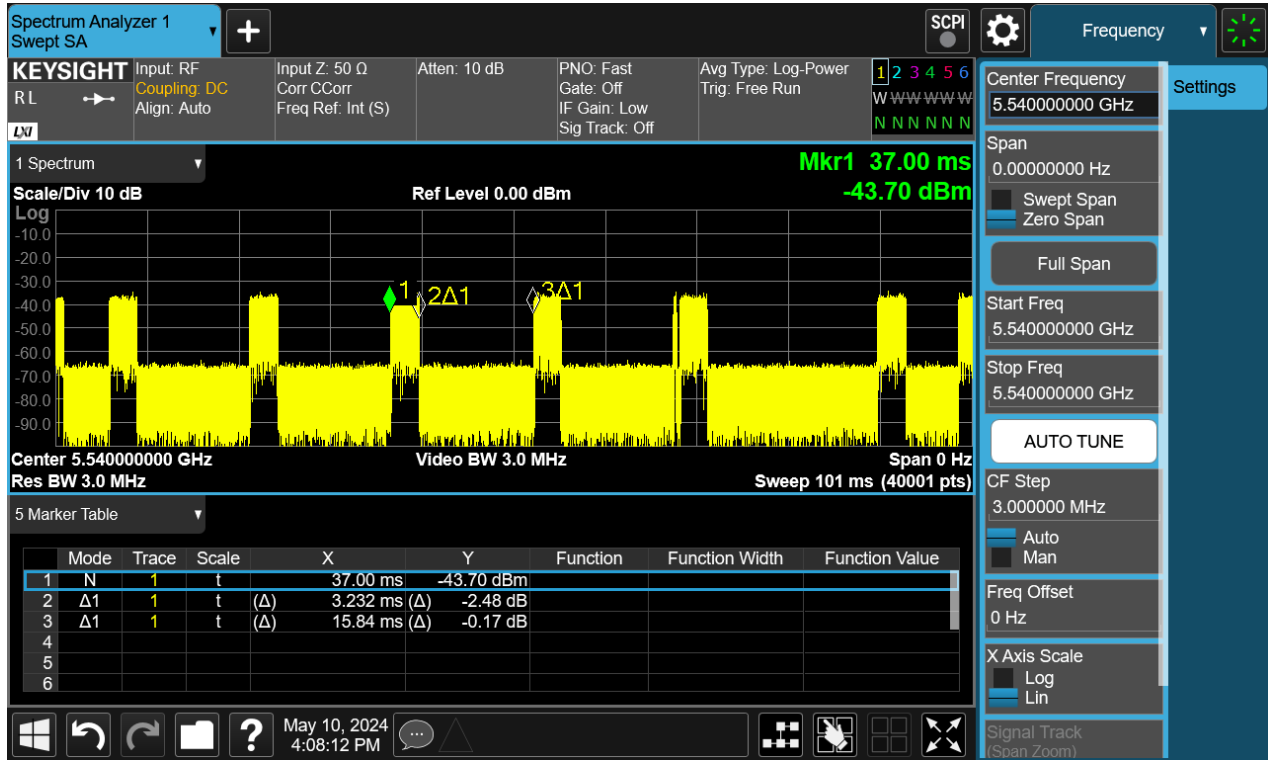 Spectrum Analyzer 1
Swept SA
SCPI
Frequency
KEYSIGHT
RL
LXI
Input: RF
Coupling: DC
Align: Auto
Input Z: 50 Ω
Corr CCorr
Freq Ref: Int (S)
Atten: 10 dB
PNO: Fast
Gate: Off
IF Gain: Low
Sig Track: Off
Avg Type: Log-Power
Trig: Free Run
1 2 3 4 5 6
W W W W W W
N N N N N N
1 Spectrum
Scale/Div 10 dB
Ref Level 0.00 dBm
Mkr1 37.00 ms
-43.70 dBm
Log
-10.0
-20.0
-30.0
-40.0
-50.0
-60.0
-70.0
-80.0
-90.0
1
2Δ1
3Δ1
Center 5.540000000 GHz
Video BW 3.0 MHz
Span 0 Hz
Res BW 3.0 MHz
Sweep 101 ms (40001 pts)
5 Marker Table
Mode Trace Scale X Y Function Function Width Function Value
1 N 1 t 37.00 ms -43.70 dBm
2 Δ1 1 t (Δ) 3.232 ms (Δ) -2.48 dB
3 Δ1 1 t (Δ) 15.84 ms (Δ) -0.17 dB
4
5
6
?
May 10, 2024
4:08:12 PM
Center Frequency
5.540000000 GHz
Settings
Span
0.00000000 Hz
Swept Span
Zero Span
Full Span
Start Freq
5.540000000 GHz
Stop Freq
5.540000000 GHz
AUTO TUNE
CF Step
3.000000 MHz
Auto
Man
Freq Offset
0 Hz
X Axis Scale
Log
Lin
Signal Track
(Span Zoom)